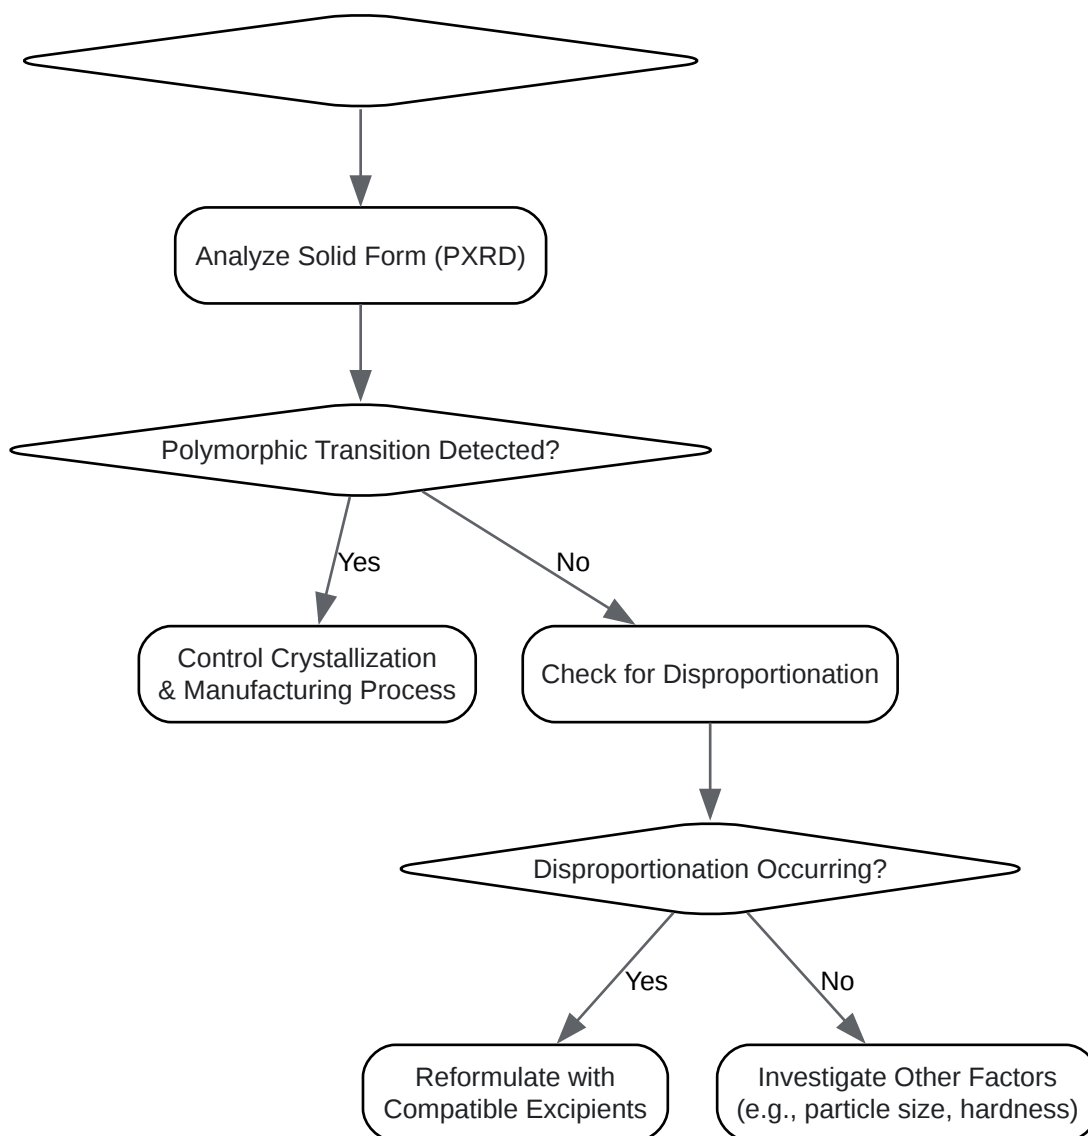 Analyze Solid Form (PXRD)
Polymorphic Transition Detected?
Yes
No
Control Crystallization
& Manufacturing Process
Check for Disproportionation
Disproportionation Occurring?
Yes
No
Reformulate with
Compatible Excipients
Investigate Other Factors
(e.g., particle size, hardness)